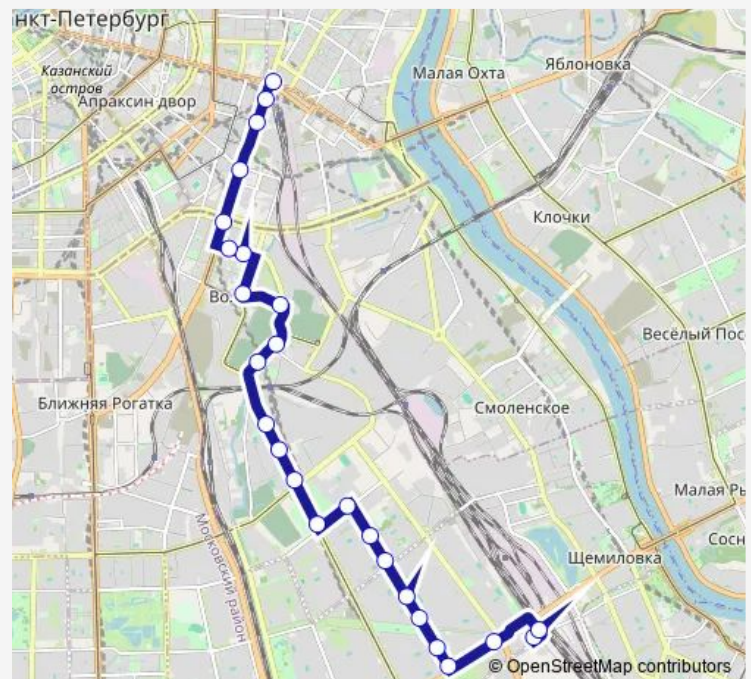 нкт-Петербург
Казанский
остров
Апраксин двор
Малая Охта
Яблоновка
Клочки
Весёлый Пос
Ближняя Рогатка
Смоленское
Малая Ры
Сосн
Московский район
Щемиловка
© OpenStreetMap contributors